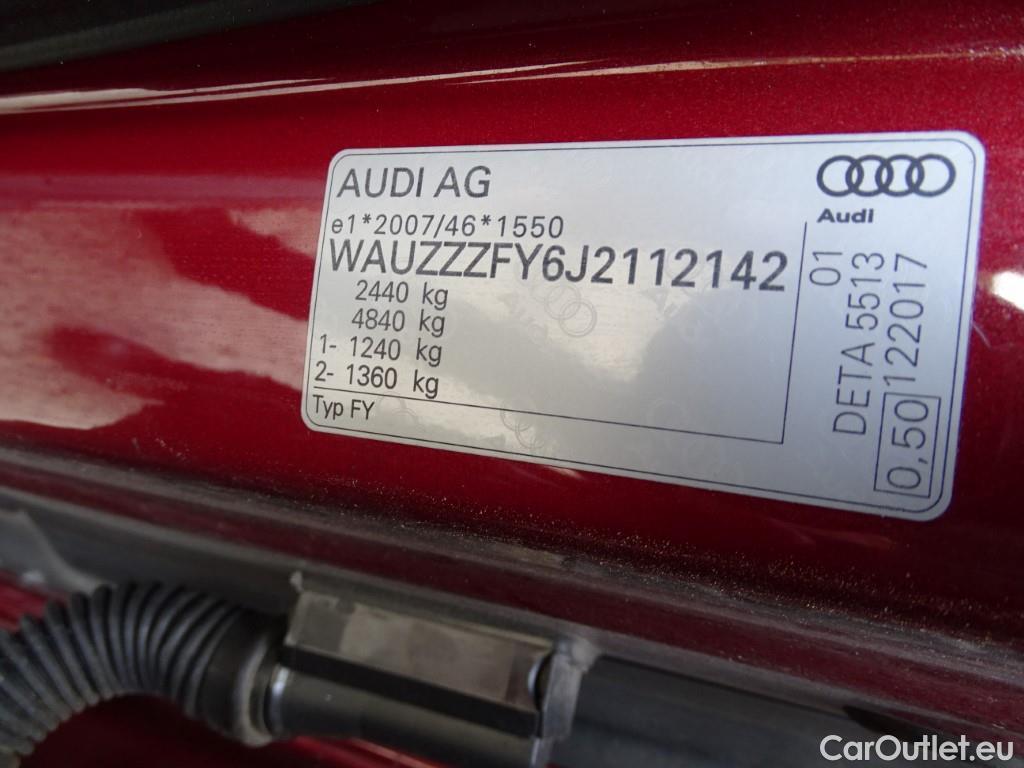 AUDI AG
Audi
e1*2007/46*1550
WAUZZZFY6J2112142
2440 kg
4840 kg
1- 1240 kg
2- 1360 kg
Typ FY
01
DETA 5513
0,50 122017
CarOutlet.eu